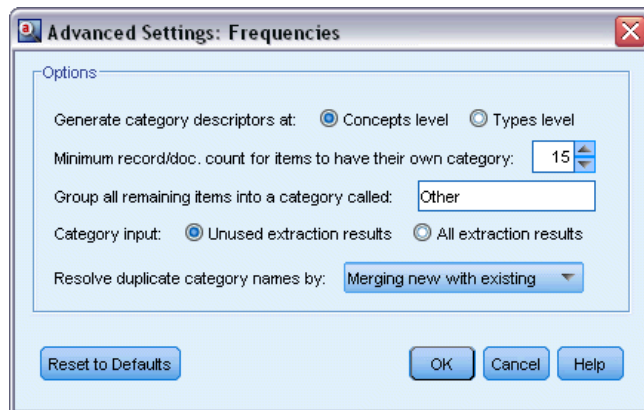 Advanced Settings: Frequencies
Options
Generate category descriptors at: Concepts level Types level
Minimum record/doc. count for items to have their own category: 15
Group all remaining items into a category called: Other
Category input: Unused extraction results All extraction results
Resolve duplicate category names by: Merging new with existing
Reset to Defaults OK Cancel Help